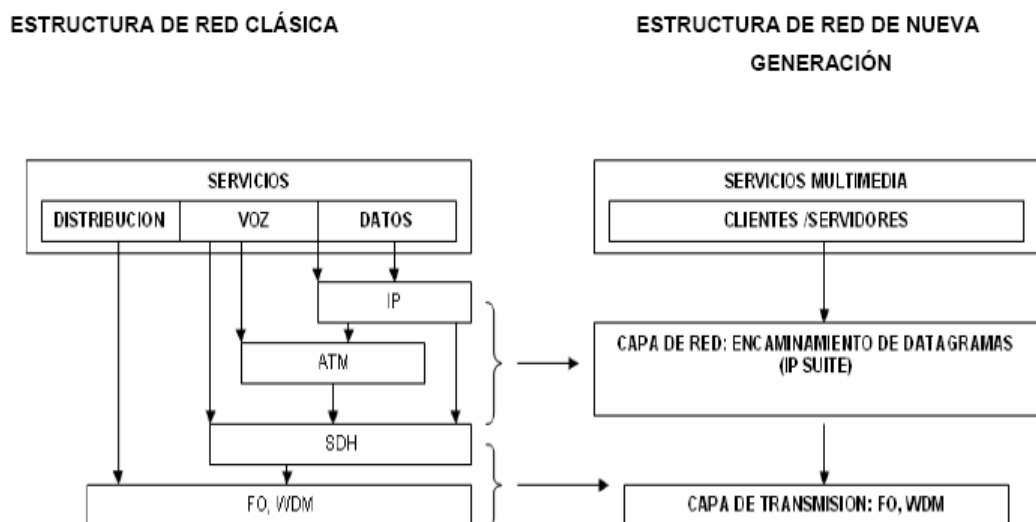 ESTRUCTURA DE RED CLÁSICA
ESTRUCTURA DE RED DE NUEVA
GENERACIÓN
SERVICIOS
DISTRIBUCION
VOZ
DATOS
IP
ATM
SDH
FO, WDM
SERVICIOS MULTIMEDIA
CLIENTES /SERVIDORES
CAPA DE RED: ENCAMINAMIENTO DE DATAGRAMAS
(IP SUITE)
CAPA DE TRANSMISION: FO, WDM